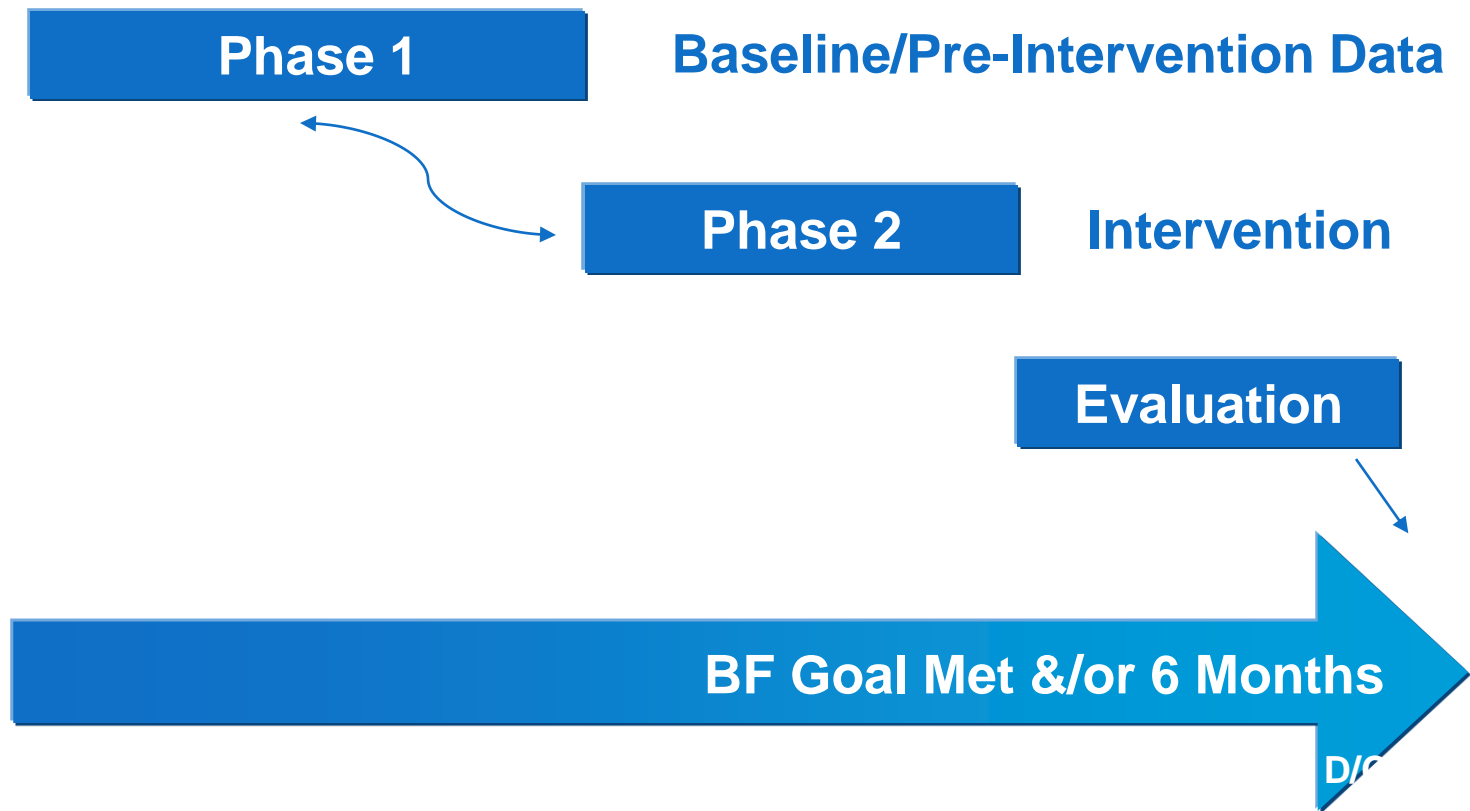 Phase 1
Baseline/Pre-Intervention Data
Phase 2
Intervention
Evaluation
BF Goal Met &/or 6 Months